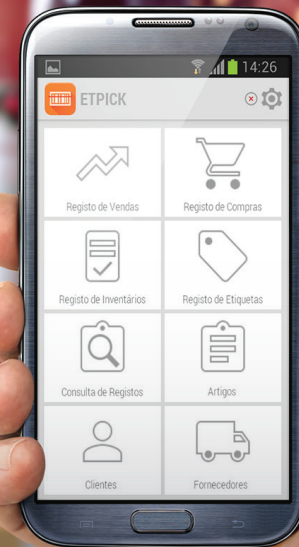 14:26
ETPICK
Registo de Vendas
Registo de Compras
Registo de Inventários
Registo de Etiquetas
Consulta de Registos
Artigos
Clientes
Fornecedores